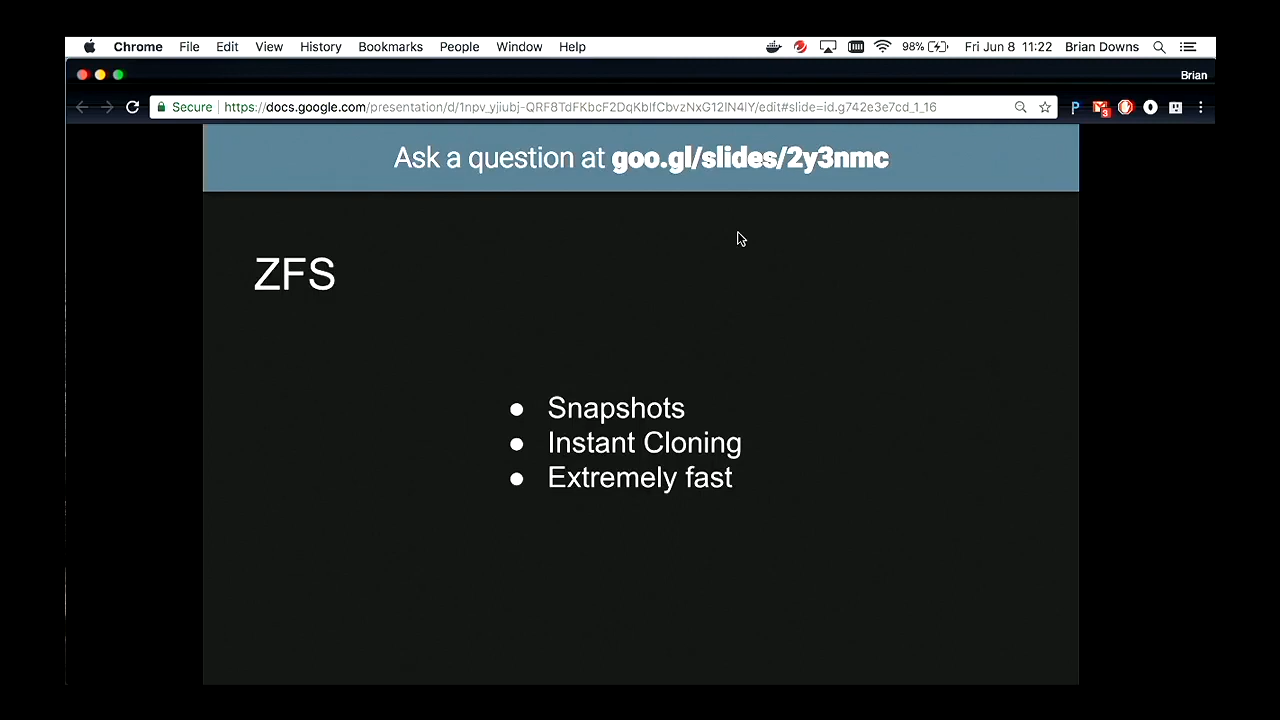 Chrome File Edit View History Bookmarks People Window Help 98% Fri Jun 8 11:22 Brian Downs
Brian
Secure https://docs.google.com/presentation/d/1npv_yjiubj-QRF8TdFKbcF2DqKbIfCbvzNxG12lN4lY/edit#slide=id.g742e3e7cd_1_16
Ask a question at goo.gl/slides/2y3nmc
ZFS
● Snapshots
● Instant Cloning
● Extremely fast